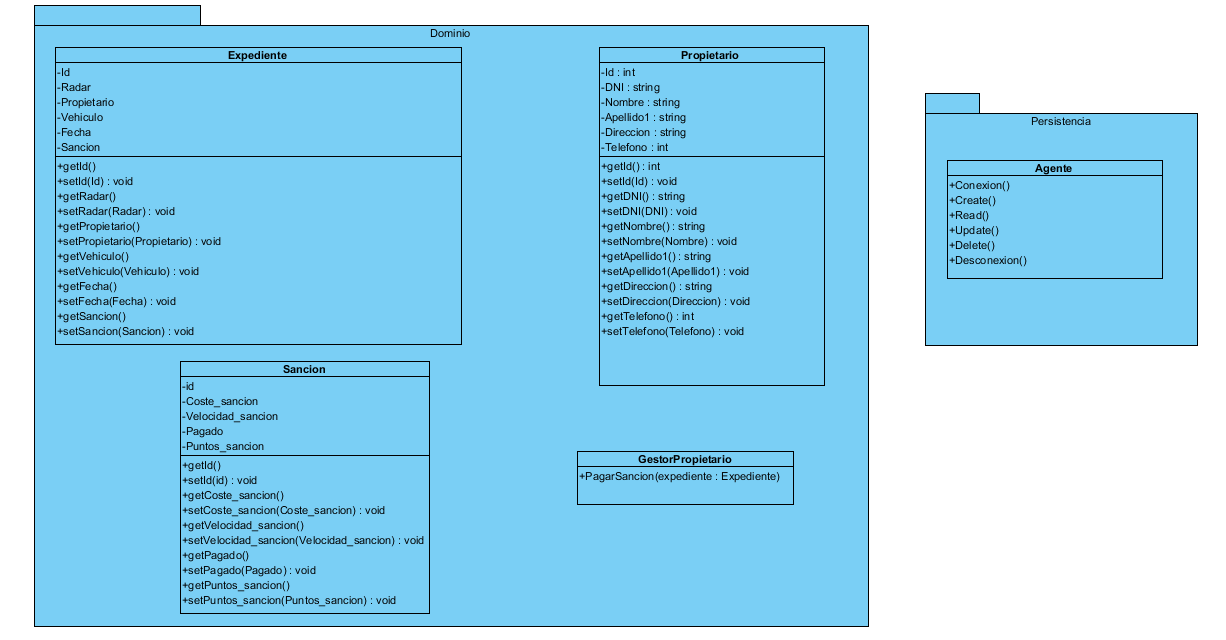 Dominio
Expediente
-Id
-Radar
-Propietario
-Vehiculo
-Fecha
-Sancion
+getId()
+setId(Id) : void
+getRadar()
+setRadar(Radar) : void
+getPropietario()
+setPropietario(Propietario) : void
+getVehiculo()
+setVehiculo(Vehiculo) : void
+getFecha()
+setFecha(Fecha) : void
+getSancion()
+setSancion(Sancion) : void
Propietario
-Id : int
-DNI : string
-Nombre : string
-Apellido1 : string
-Direccion : string
-Telefono : int
+getId() : int
+setId(Id) : void
+getDNI() : string
+setDNI(DNI) : void
+getNombre() : string
+setNombre(Nombre) : void
+getApellido1() : string
+setApellido1(Apellido1) : void
+getDireccion() : string
+setDireccion(Direccion) : void
+getTelefono() : int
+setTelefono(Telefono) : void
Sancion
-id
-Coste_sancion
-Velocidad_sancion
-Pagado
-Puntos_sancion
+getId()
+setId(id) : void
+getCoste_sancion()
+setCoste_sancion(Coste_sancion) : void
+getVelocidad_sancion()
+setVelocidad_sancion(Velocidad_sancion) : void
+getPagado()
+setPagado(Pagado) : void
+getPuntos_sancion()
+setPuntos_sancion(Puntos_sancion) : void
GestorPropietario
+PagarSancion(expediente : Expediente)
Persistencia
Agente
+Conexion()
+Create()
+Read()
+Update()
+Delete()
+Desconexion()